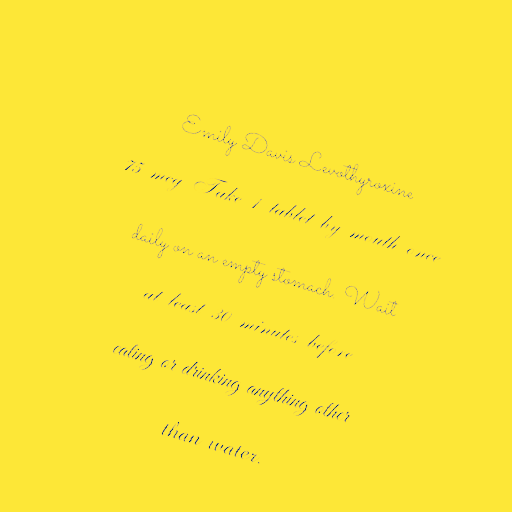 Emily Davis Levothyroxine
75 mcg Take 1 tablet by mouth once
daily on an empty stomach. Wait
at least 30 minutes before
eating or drinking anything other
than water.